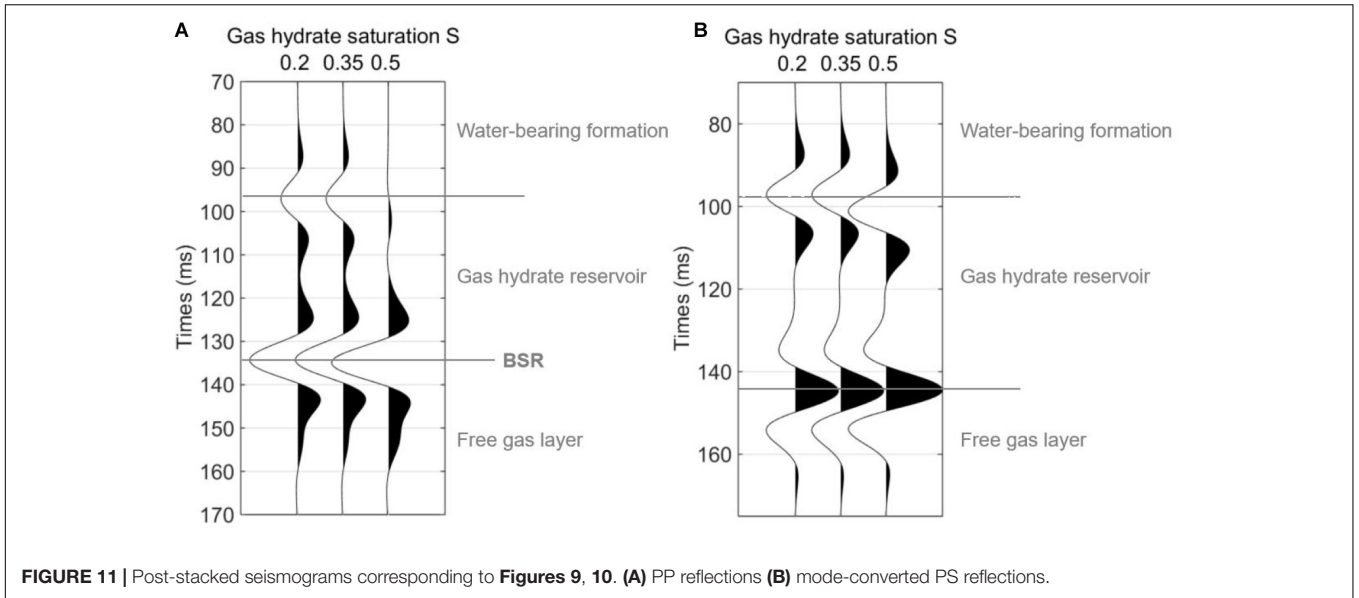 A
Gas hydrate saturation S
0.2 0.35 0.5
70
80
90
100
110
120
130
140
150
160
170
Times (ms)
Water-bearing formation
Gas hydrate reservoir
BSR
Free gas layer
B
Gas hydrate saturation S
0.2 0.35 0.5
80
100
120
140
160
Times (ms)
Water-bearing formation
Gas hydrate reservoir
Free gas layer
FIGURE 11 | Post-stacked seismograms corresponding to Figures 9, 10. (A) PP reflections (B) mode-converted PS reflections.